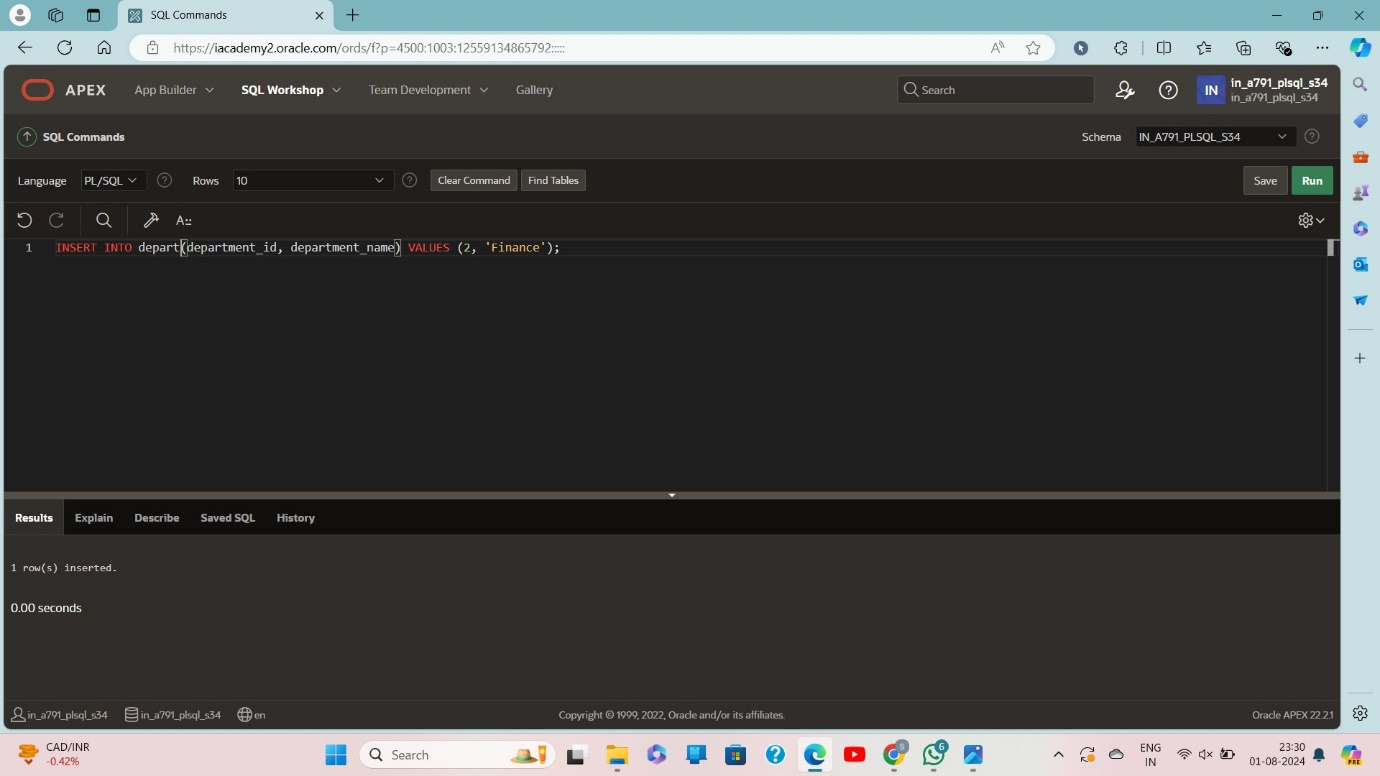 SQL Commands
https://iacademy2.oracle.com/ords/f?p=4500:1003:12559134865792:::::
APEX App Builder SQL Workshop Team Development Gallery Search IN in_a791_plsql_s34
in_a791_plsql_s34
SQL Commands Schema IN_A791_PLSQL_S34
Language PL/SQL Rows 10 Clear Command Find Tables Save Run
A::
1 INSERT INTO depart(department_id, department_name) VALUES (2, 'Finance');
Results Explain Describe Saved SQL History
1 row(s) inserted.
0.00 seconds
in_a791_plsql_s34 in_a791_plsql_s34 en Copyright © 1999, 2022, Oracle and/or its affiliates. Oracle APEX 22.2.1
CAD/INR
-0.42%
Search
S
6
ENG
IN
23:30
01-08-2024
PRE